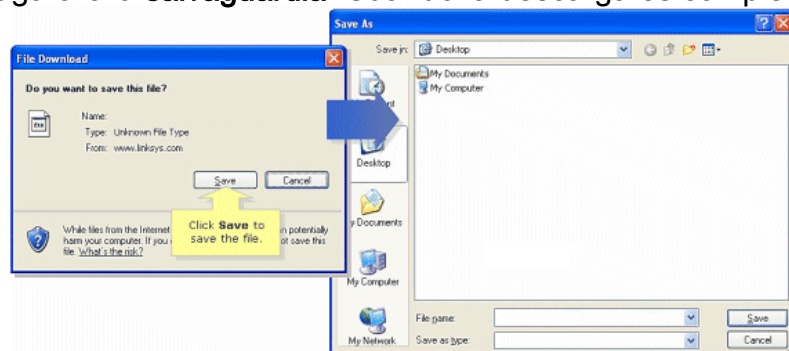 Save As
Save in:
Desktop
My Documents
My Computer
File Download
Do you want to save this file?
Name:
Type: Unknown File Type
From: www.linksys.com
Save
Cancel
Click Save to
save the file.
While files from the Internet
n potentially
harm your computer. If you
ot save this
file. What's the risk?
Desktop
y Documents
My Computer
My Network
File name:
Save
Save as type:
Cancel